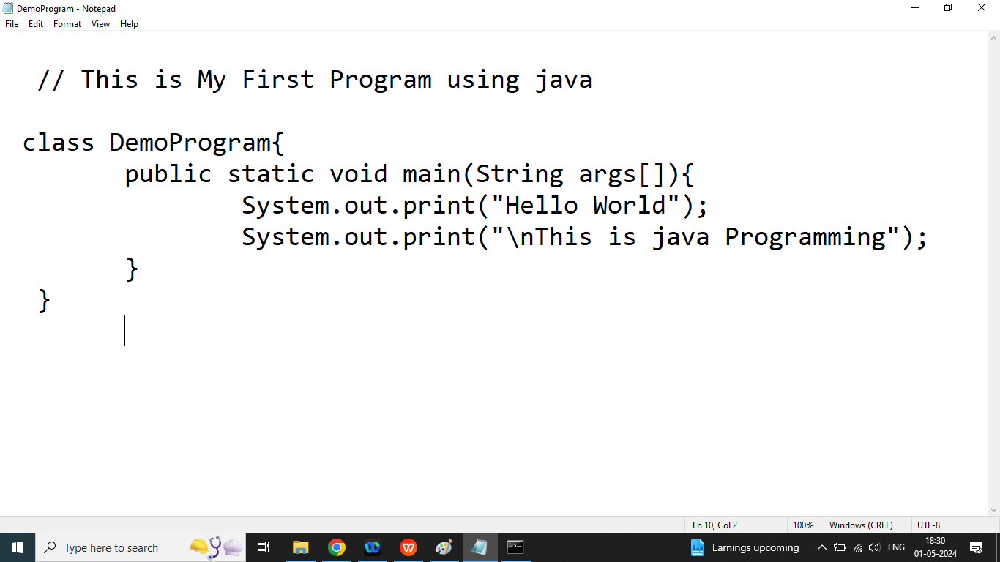 DemoProgram - Notepad
File Edit Format View Help
// This is My First Program using java
class DemoProgram{
public static void main(String args[]){
System.out.print("Hello World");
System.out.print("\nThis is java Programming");
}
}
Ln 10, Col 2 100% Windows (CRLF) UTF-8
Type here to search W Earnings upcoming ENG 18:30
01-05-2024